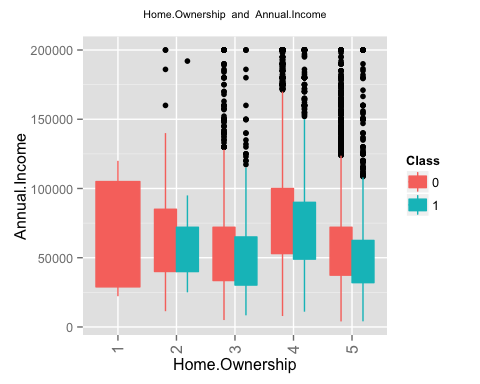 Home.Ownership and Annual.Income
200000
150000
100000
50000
0
Annual.Income
1 2 3 4 5
Home.Ownership
Class
0
1